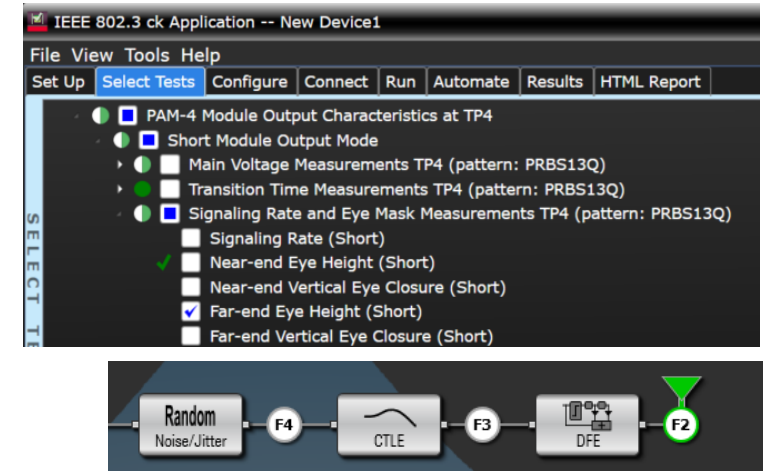 IEEE 802.3 ck Application -- New Device1
File View Tools Help
Set Up Select Tests Configure Connect Run Automate Results HTML Report
PAM-4 Module Output Characteristics at TP4
Short Module Output Mode
Main Voltage Measurements TP4 (pattern: PRBS13Q)
Transition Time Measurements TP4 (pattern: PRBS13Q)
Signaling Rate and Eye Mask Measurements TP4 (pattern: PRBS13Q)
Signaling Rate (Short)
Near-end Eye Height (Short)
Near-end Vertical Eye Closure (Short)
Far-end Eye Height (Short)
Far-end Vertical Eye Closure (Short)
SELECT TE
Random
Noise/Jitter
F4
CTLE
F3
DFE
F2